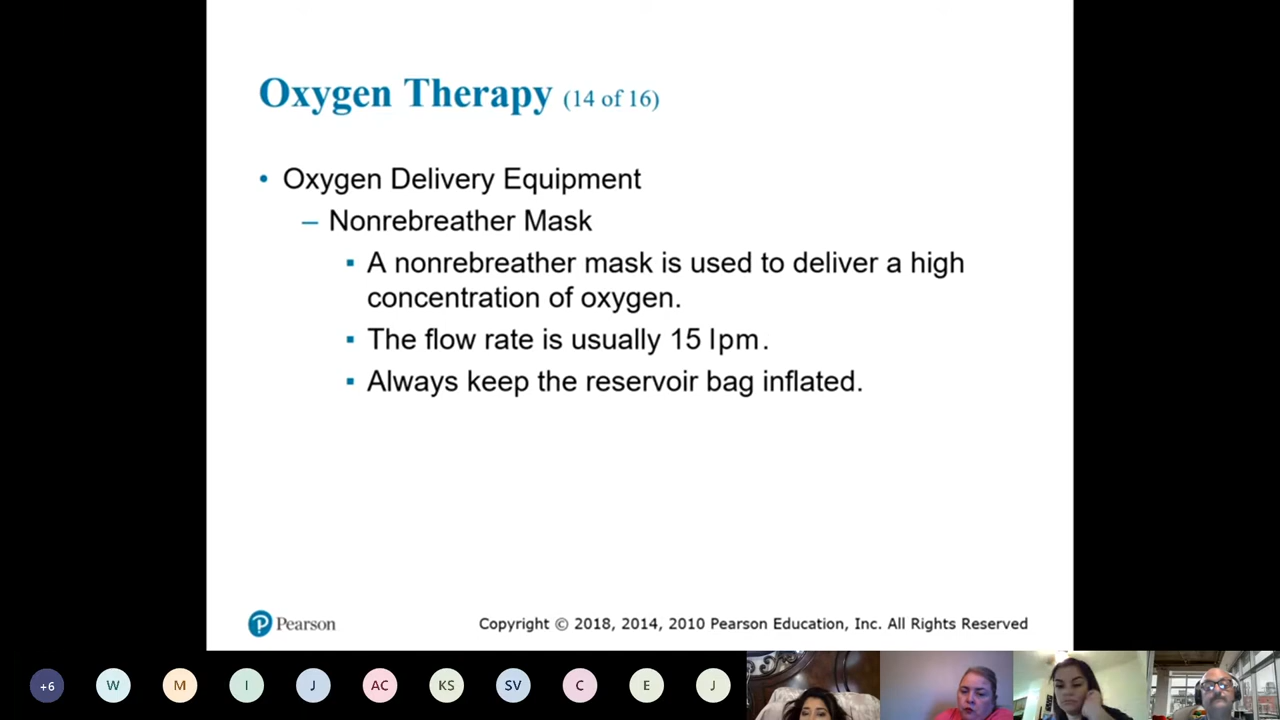 Oxygen Therapy (14 of 16)
• Oxygen Delivery Equipment
– Nonrebreather Mask
▪ A nonrebreather mask is used to deliver a high
concentration of oxygen.
▪ The flow rate is usually 15 lpm.
▪ Always keep the reservoir bag inflated.
P Pearson
Copyright © 2018, 2014, 2010 Pearson Education, Inc. All Rights Reserved
+6 W M I J AC KS SV C E J